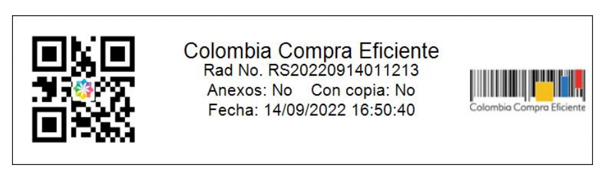 Colombia Compra Eficiente
Rad No. RS20220914011213
Anexos: No    Con copia: No
Fecha: 14/09/2022 16:50:40
Colombia Compra Eficiente